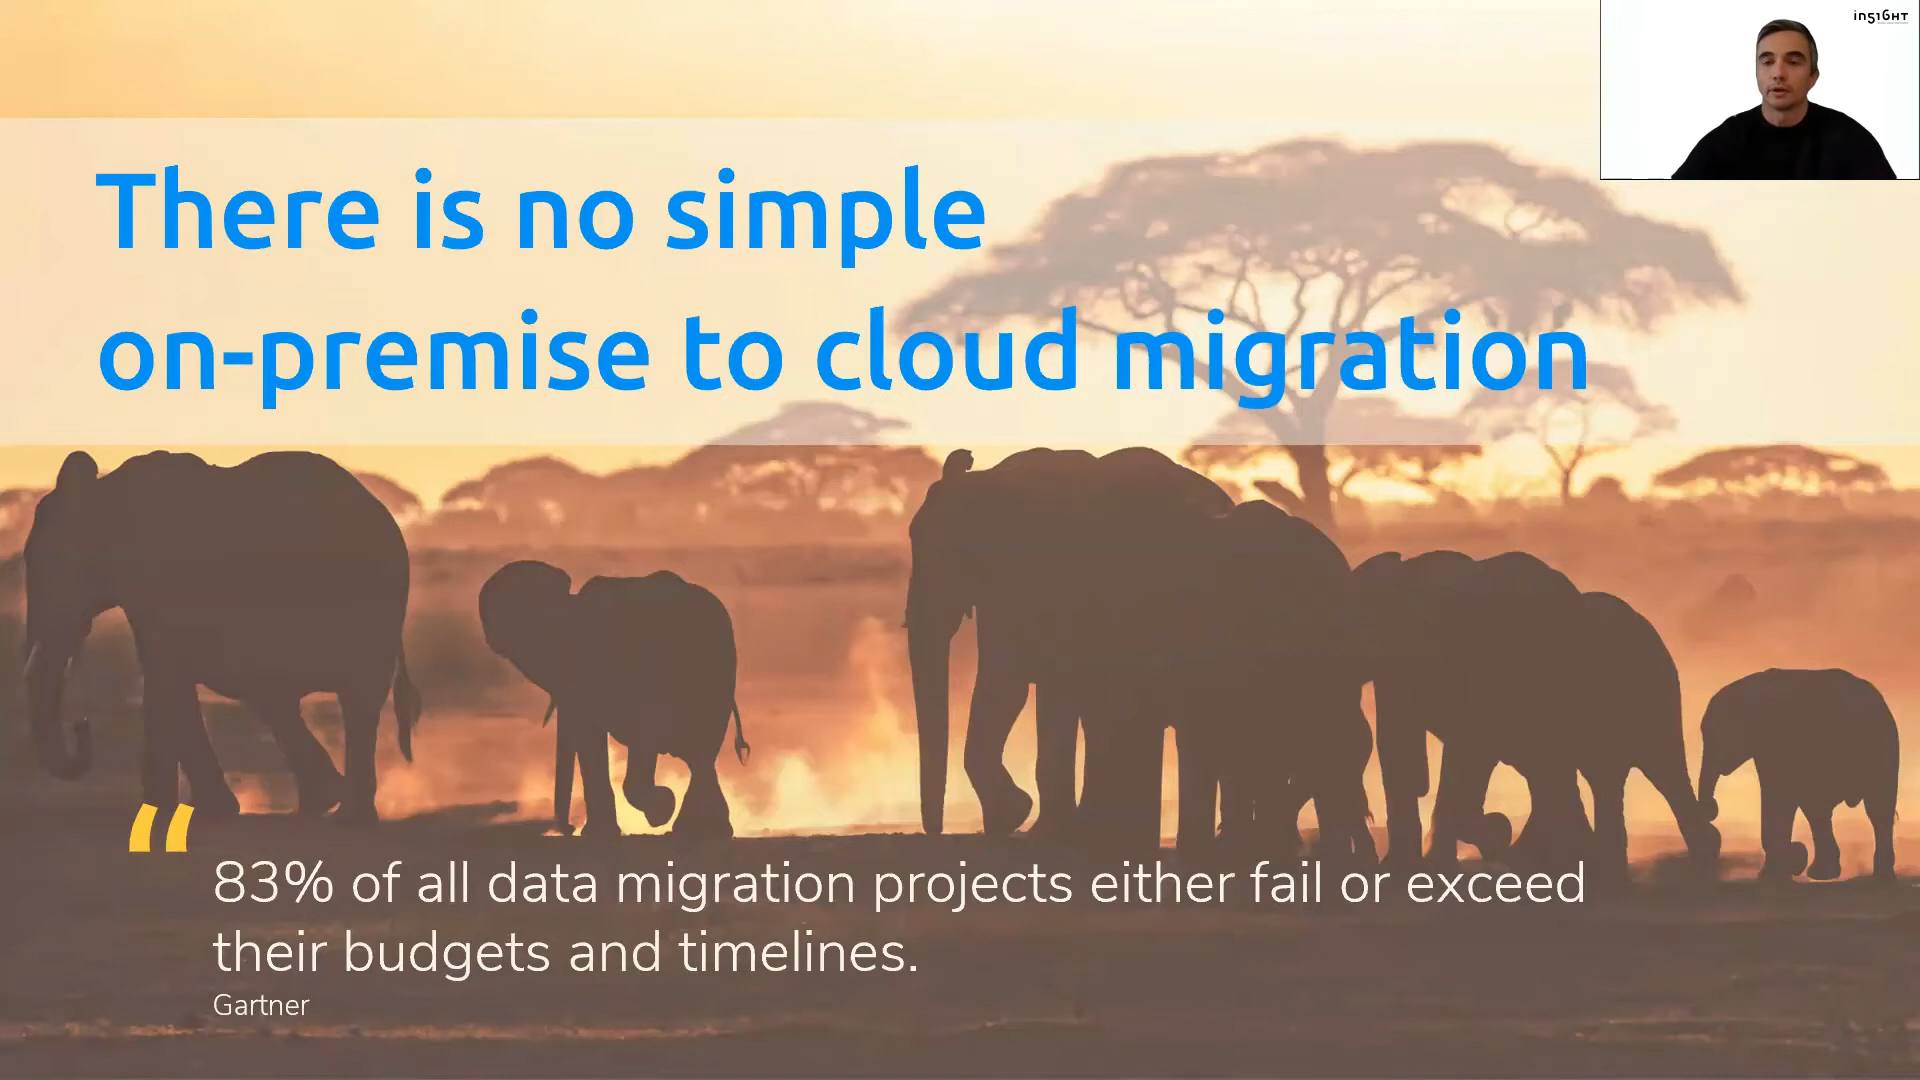 in516HT
There is no simple
on-premise to cloud migration
“
83% of all data migration projects either fail or exceed
their budgets and timelines.
Gartner